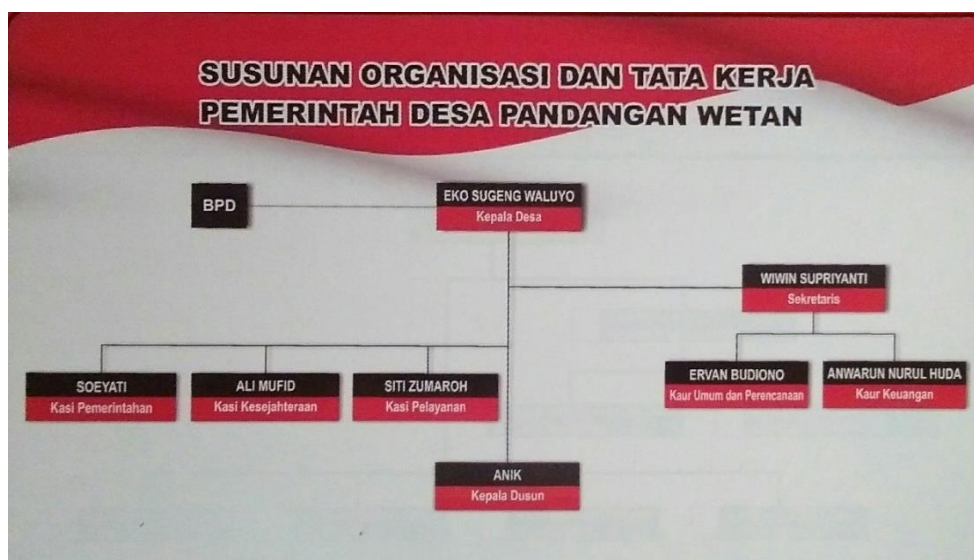 SUSUNAN ORGANISASI DAN TATA KERJA
PEMERINTAH DESA PANDANGAN WETAN
BPD
EKO SUGENG WALUYO
Kepala Desa
WIWIN SUPRIYANTI
Sekretaris
SOEYATI
Kasi Pemerintahan
ALI MUFID
Kasi Kesejahteraan
SITI ZUMAROH
Kasi Pelayanan
ERVAN BUDIONO
Kaur Umum dan Perencanaan
ANWARUN NURUL HUDA
Kaur Keuangan
ANIK
Kepala Dusun